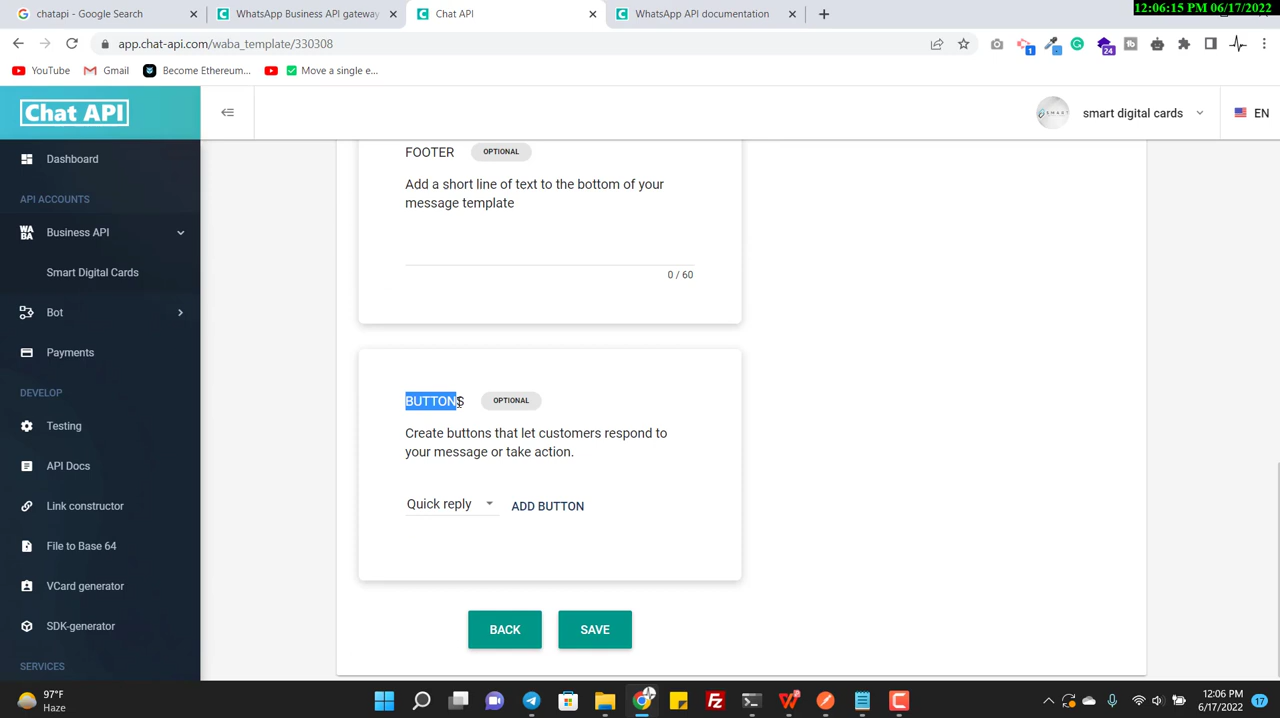 12:06:15 PM 06/17/2022
chatapi - Google Search
WhatsApp Business API gateway
Chat API
WhatsApp API documentation
app.chat-api.com/waba_template/330308
1
24
YouTube
Gmail
Become Ethereum...
Move a single e...
Chat API
smart digital cards
EN
Dashboard
API ACCOUNTS
WA
BA
Business API
Smart Digital Cards
Bot
Payments
DEVELOP
Testing
API Docs
Link constructor
File to Base 64
VCard generator
SDK-generator
SERVICES
FOOTER
OPTIONAL
Add a short line of text to the bottom of your
message template
0 / 60
BUTTONS
OPTIONAL
Create buttons that let customers respond to
your message or take action.
Quick reply
ADD BUTTON
BACK
SAVE
97°F
Haze
12:06 PM
6/17/2022
17